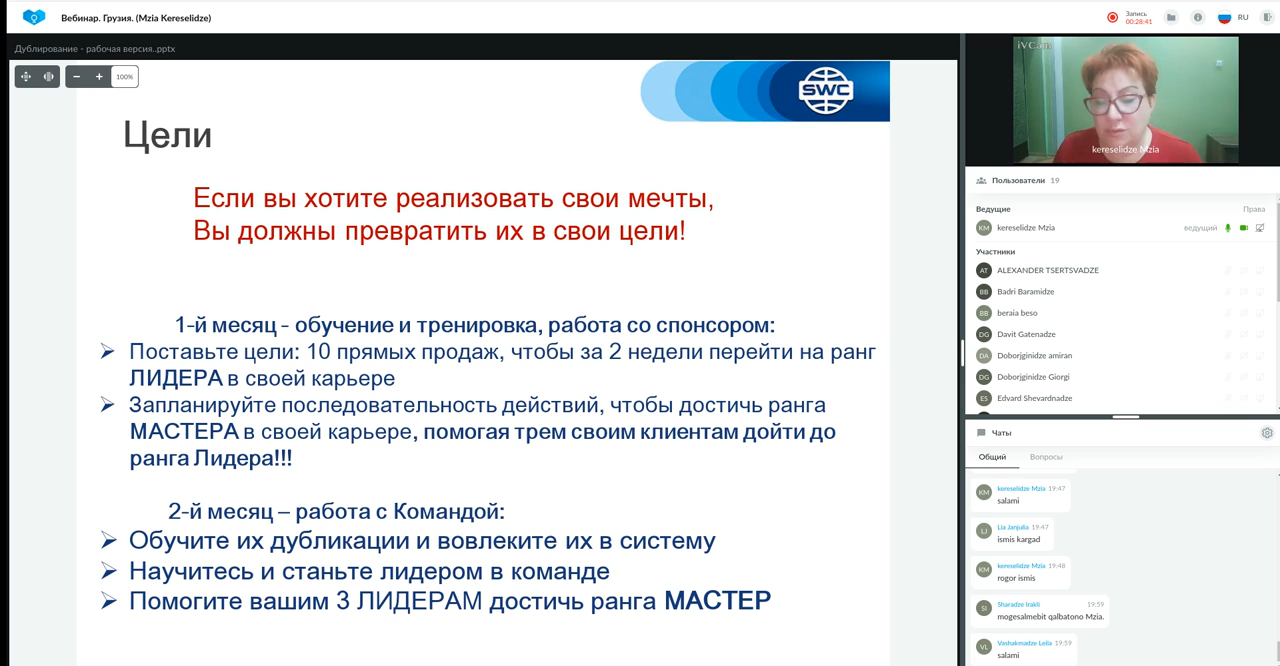 Вебинар. Грузия. (Mzia Kereselidze)
Запись
00:28:41
RU
Дублирование - рабочая версия..pptx
100%
SWC
Цели
Если вы хотите реализовать свои мечты,
Вы должны превратить их в свои цели!
1-й месяц - обучение и тренировка, работа со спонсором:
Поставьте цели: 10 прямых продаж, чтобы за 2 недели перейти на ранг
ЛИДЕРА в своей карьере
Запланируйте последовательность действий, чтобы достичь ранга
МАСТЕРА в своей карьере, помогая трем своим клиентам дойти до
ранга Лидера!!!
2-й месяц – работа с Командой:
Обучите их дубликации и вовлеките их в систему
Научитесь и станьте лидером в команде
Помогите вашим 3 ЛИДЕРАМ достичь ранга МАСТЕР
iVCam
kereselidze Mzia
Пользователи 19
Ведущие Права
KM kereselidze Mzia ведущий
Участники
AT ALEXANDER TSERTSVADZE
BB Badri Baramidze
BB beraia beso
DG Davit Gatenadze
DA Doborjginidze amiran
DG Doborjginidze Giorgi
ES Edvard Shevardnadze
Чаты
Общий Вопросы
KM kereselidze Mzia 19:47
salami
LJ Lia Janjulia 19:47
ismis kargad
KM kereselidze Mzia 19:48
rogor ismis
SI Sharadze Irakli 19:59
mogesalmebit qalbatono Mzia.
VL Vashakmadze Leila 19:59
salami